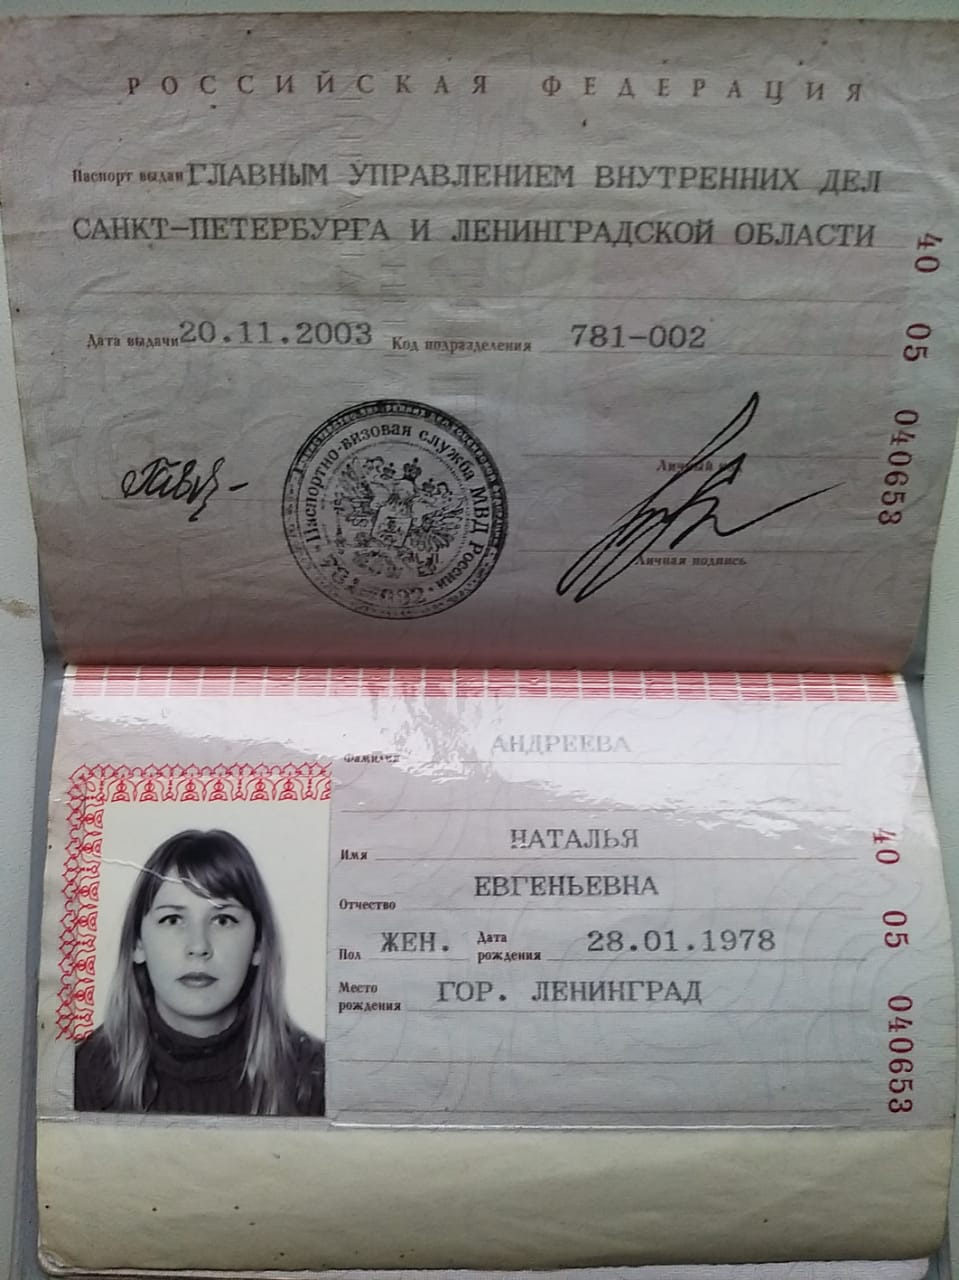 РОССИЙСКАЯ ФЕДЕРАЦИЯ
Паспорт выдан ГЛАВНЫМ УПРАВЛЕНИЕМ ВНУТРЕННИХ ДЕЛ
САНКТ-ПЕТЕРБУРГА И ЛЕНИНГРАДСКОЙ ОБЛАСТИ
Дата выдачи 20.11.2003 Код подразделения 781-002
40 05 040653
Паспортно-визовая служба МВД России
Личный
Личная подпись
Фамилия АНДРЕЕВА
Имя НАТАЛЬЯ
Отчество ЕВГЕНЬЕВНА
Пол ЖЕН. Дата рождения 28.01.1978
Место рождения ГОР. ЛЕНИНГРАД
40 05 040653